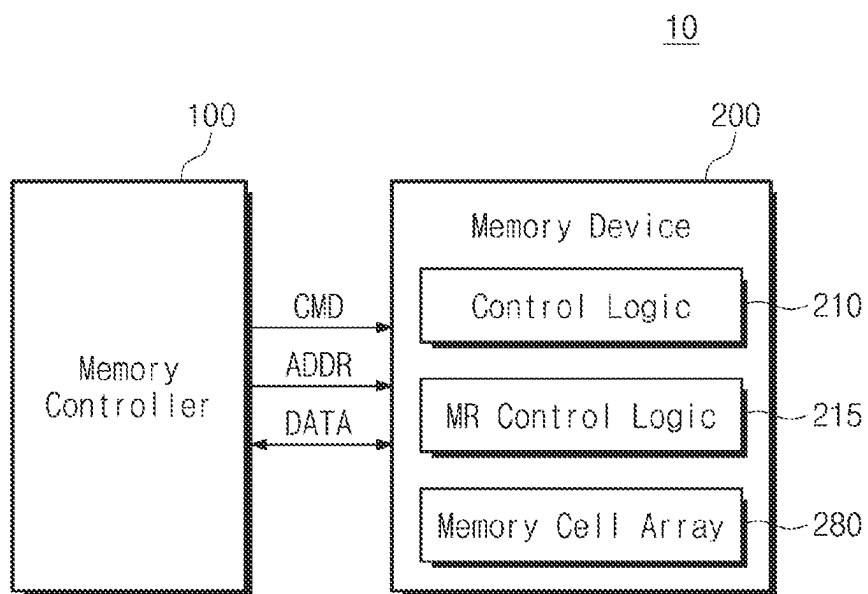 10
100
200
Memory Device
Control Logic
210
CMD
Memory
Controller
ADDR
MR Control Logic
215
DATA
Memory Cell Array
280